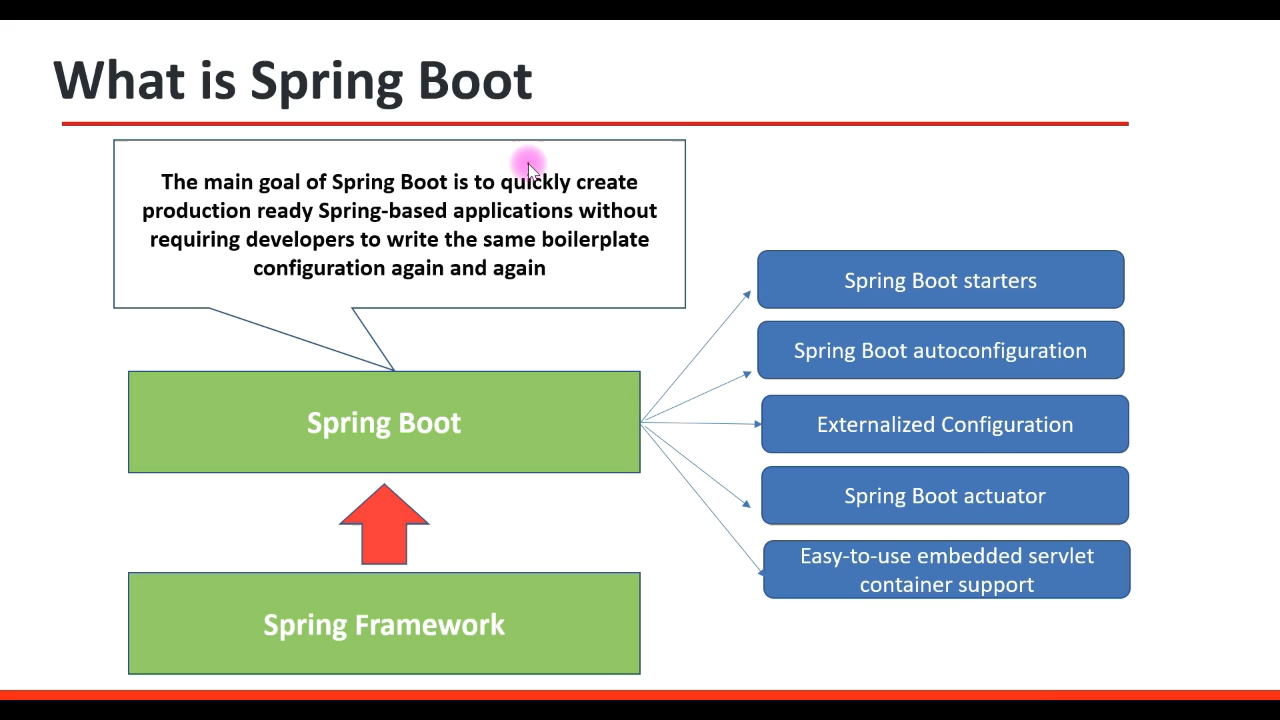 What is Spring Boot
The main goal of Spring Boot is to quickly create
production ready Spring-based applications without
requiring developers to write the same boilerplate
configuration again and again
Spring Boot
Spring Framework
Spring Boot starters
Spring Boot autoconfiguration
Externalized Configuration
Spring Boot actuator
Easy-to-use embedded servlet
container support